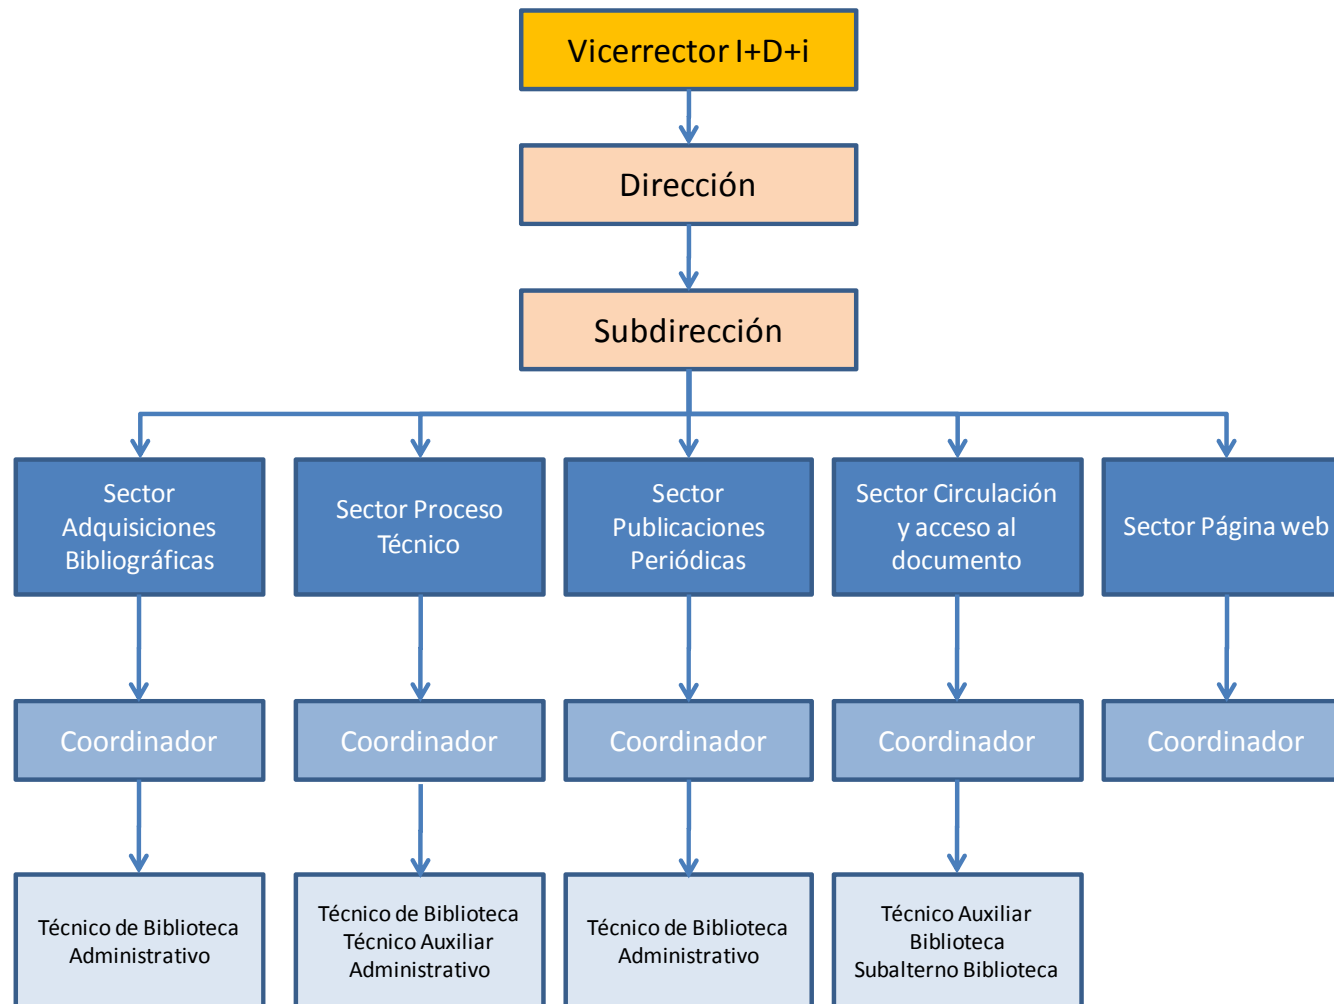 Vicerrector I+D+i
Dirección
Subdirección
Sector
Adquisiciones
Bibliográficas
Sector Proceso
Técnico
Sector
Publicaciones
Periódicas
Sector Circulación
y acceso al
documento
Sector Página web
Coordinador
Coordinador
Coordinador
Coordinador
Coordinador
Técnico de Biblioteca
Administrativo
Técnico de Biblioteca
Técnico Auxiliar
Administrativo
Técnico de Biblioteca
Administrativo
Técnico Auxiliar
Biblioteca
Subalterno Biblioteca